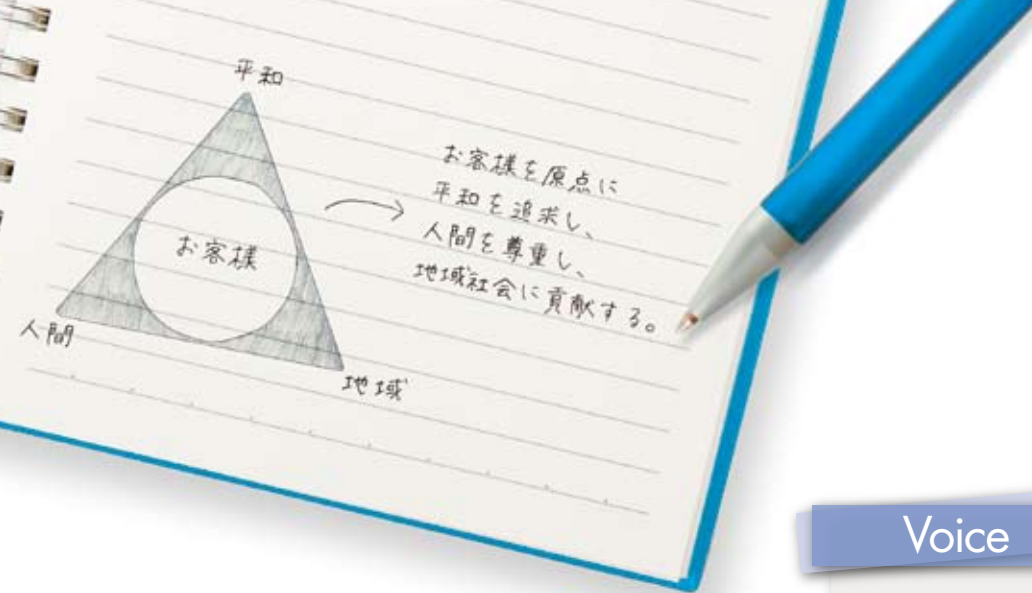 平和
お客様
人間
地域
お客様を原点に
平和を追求し、
人間を尊重し、
地域社会に貢献する。
Voice